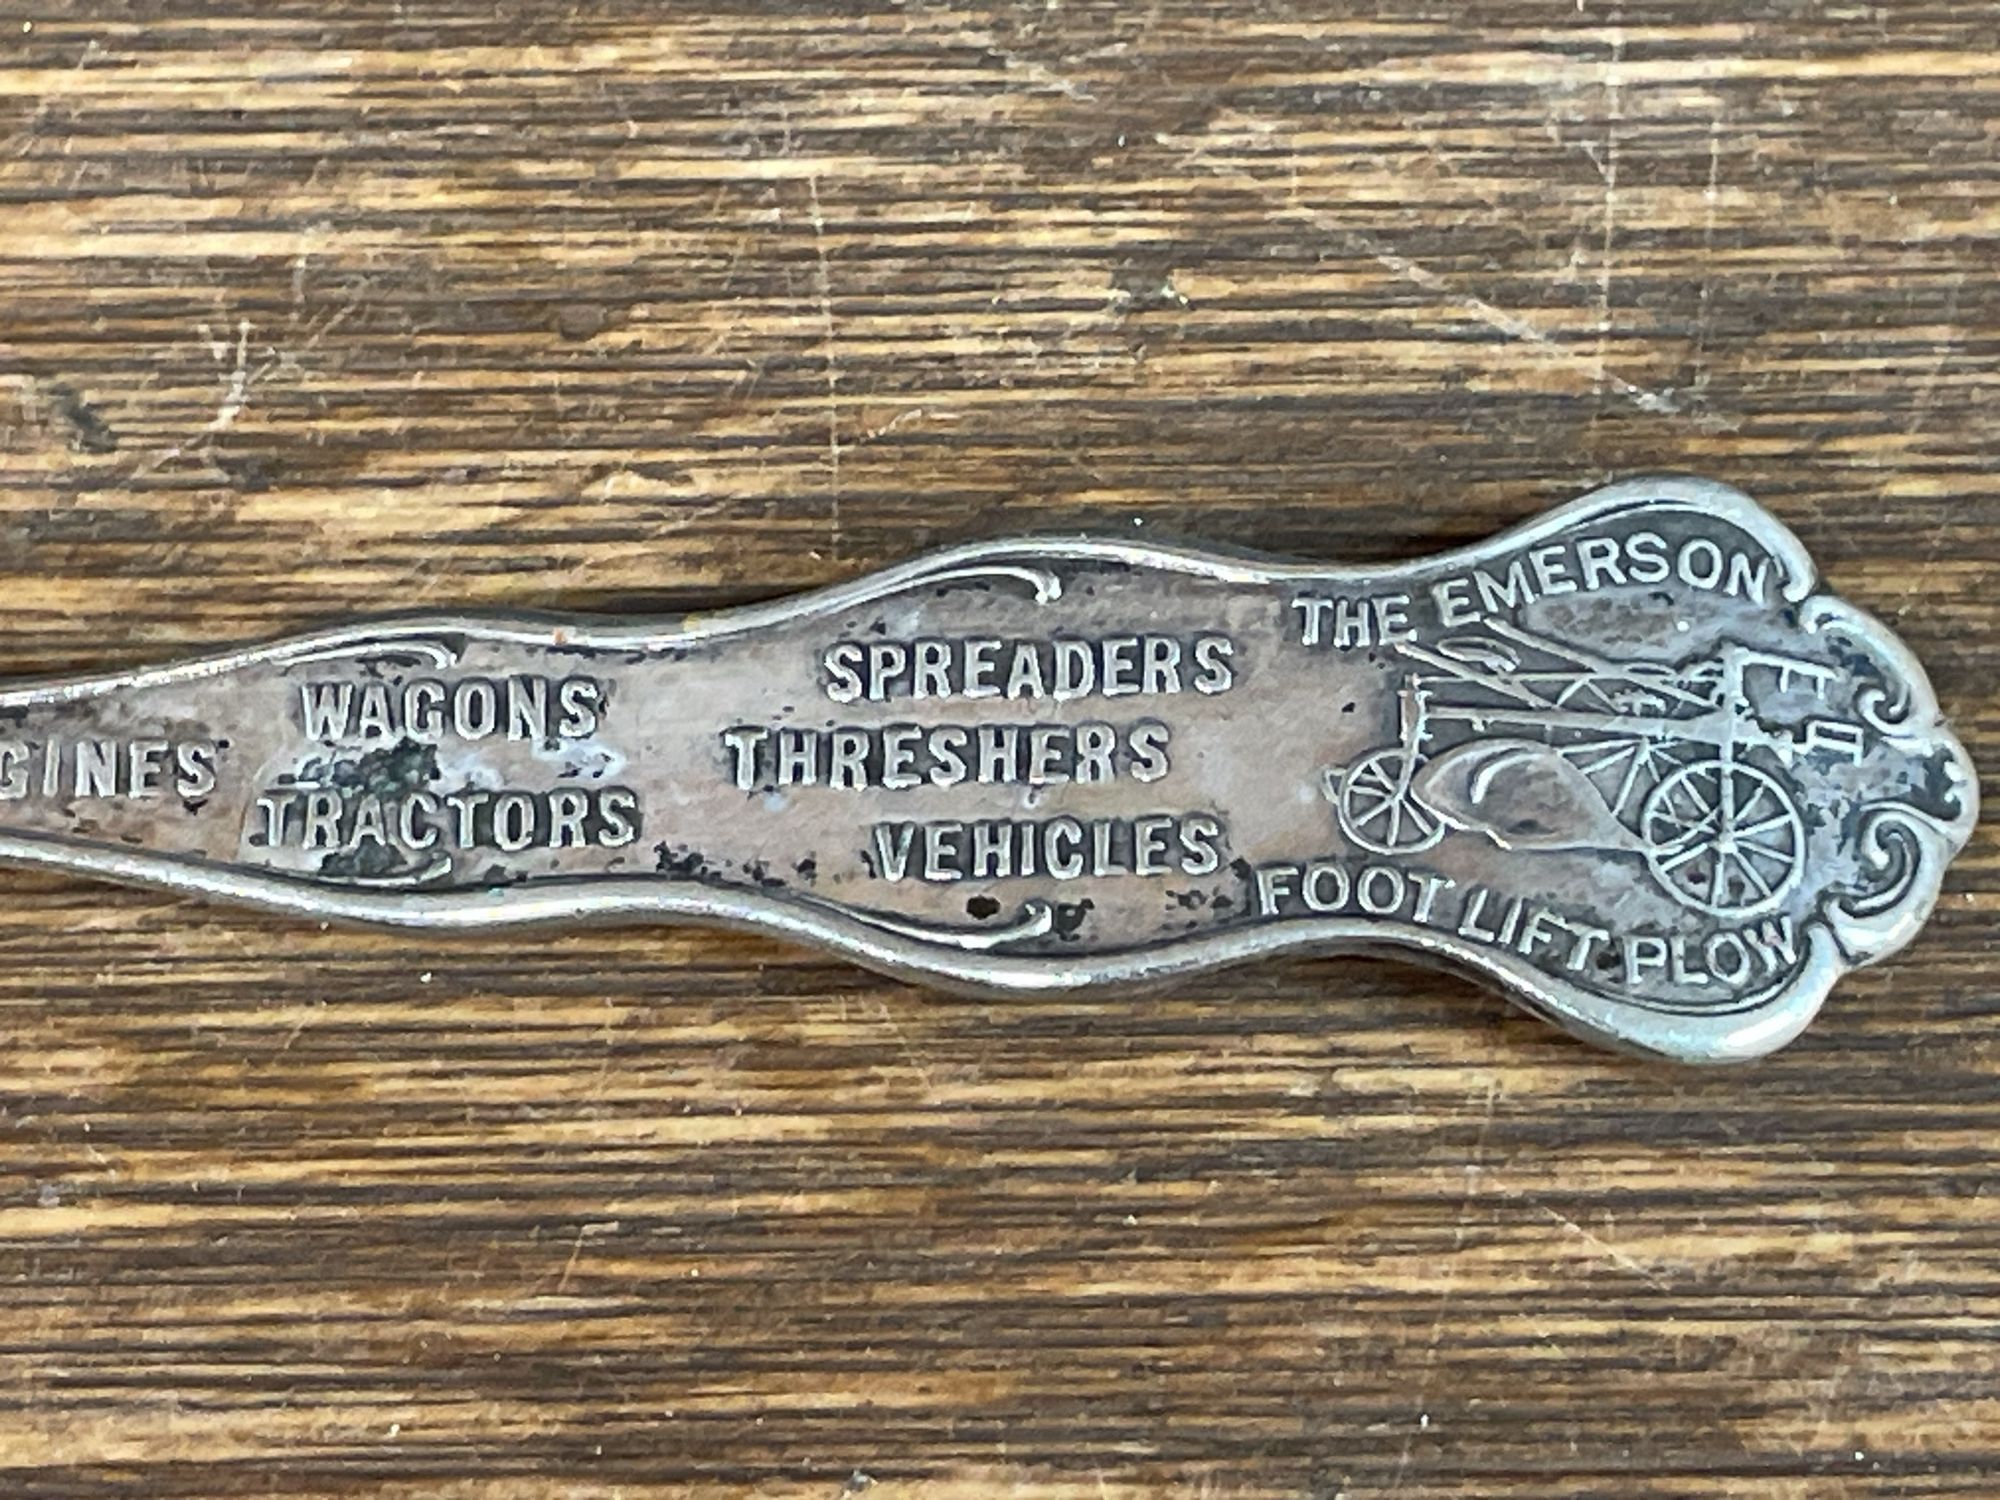 GINES
WAGONS
TRACTORS
SPREADERS
THRESHERS
VEHICLES
THE EMERSON
FOOT LIFT PLOW